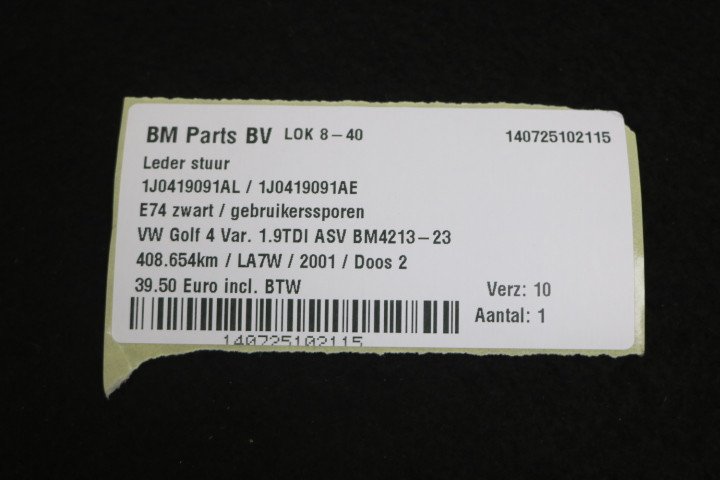 BM Parts BV LOK 8-40 140725102115
Leder stuur
1J0419091AL / 1J0419091AE
E74 zwart / gebruikerssporen
VW Golf 4 Var. 1.9TDI ASV BM4213-23
408.654km / LA7W / 2001 / Doos 2
39.50 Euro incl. BTW Verz: 10
Aantal: 1
140725102115